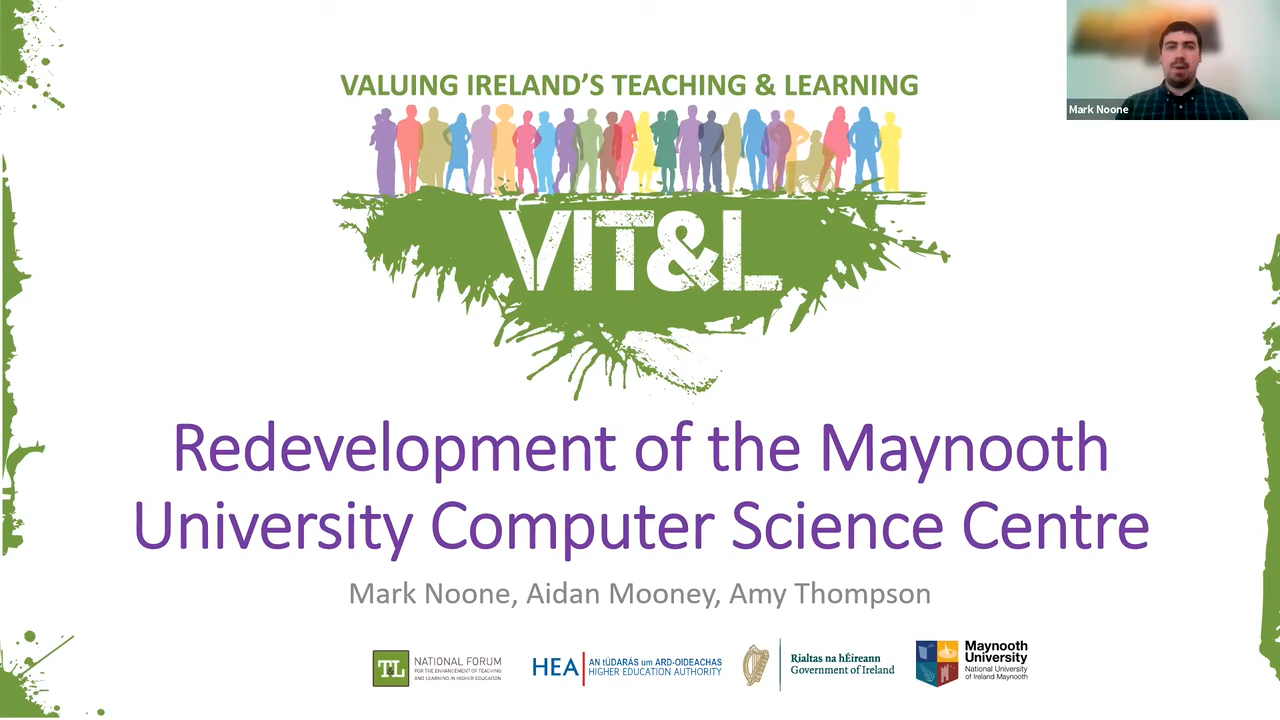 VALUING IRELAND'S TEACHING & LEARNING
Mark Noone
VIT&L
Redevelopment of the Maynooth
University Computer Science Centre
Mark Noone, Aidan Mooney, Amy Thompson
T&L
NATIONAL FORUM
FOR THE ENHANCEMENT OF TEACHING
AND LEARNING IN HIGHER EDUCATION
HEA
AN tÚDARÁS um ARD-OIDEACHAS
HIGHER EDUCATION AUTHORITY
Rialtas na hÉireann
Government of Ireland
Maynooth
University
National University
of Ireland Maynooth